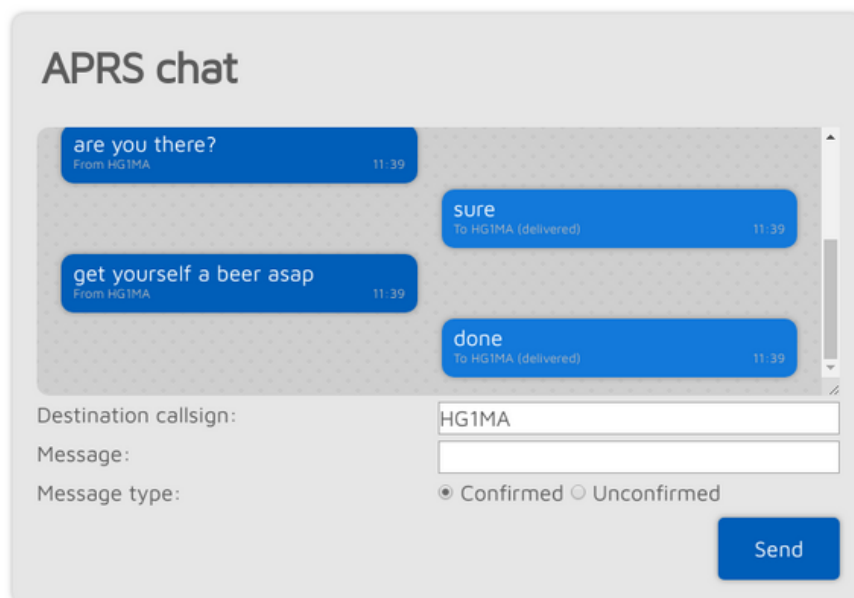 APRS chat
are you there?
From HG1MA 11:39
sure
To HG1MA (delivered) 11:39
get yourself a beer asap
From HG1MA 11:39
done
To HG1MA (delivered) 11:39
Destination callsign: HG1MA
Message:
Message type: Confirmed Unconfirmed
Send